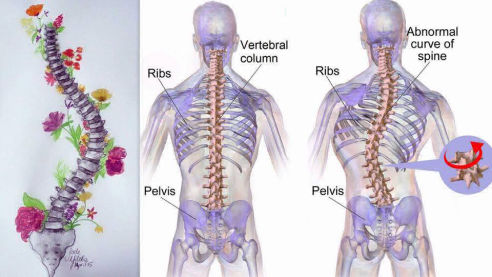 Vertebral
column
Ribs
Pelvis
Abnormal
curve of
spine
Ribs
Pelvis